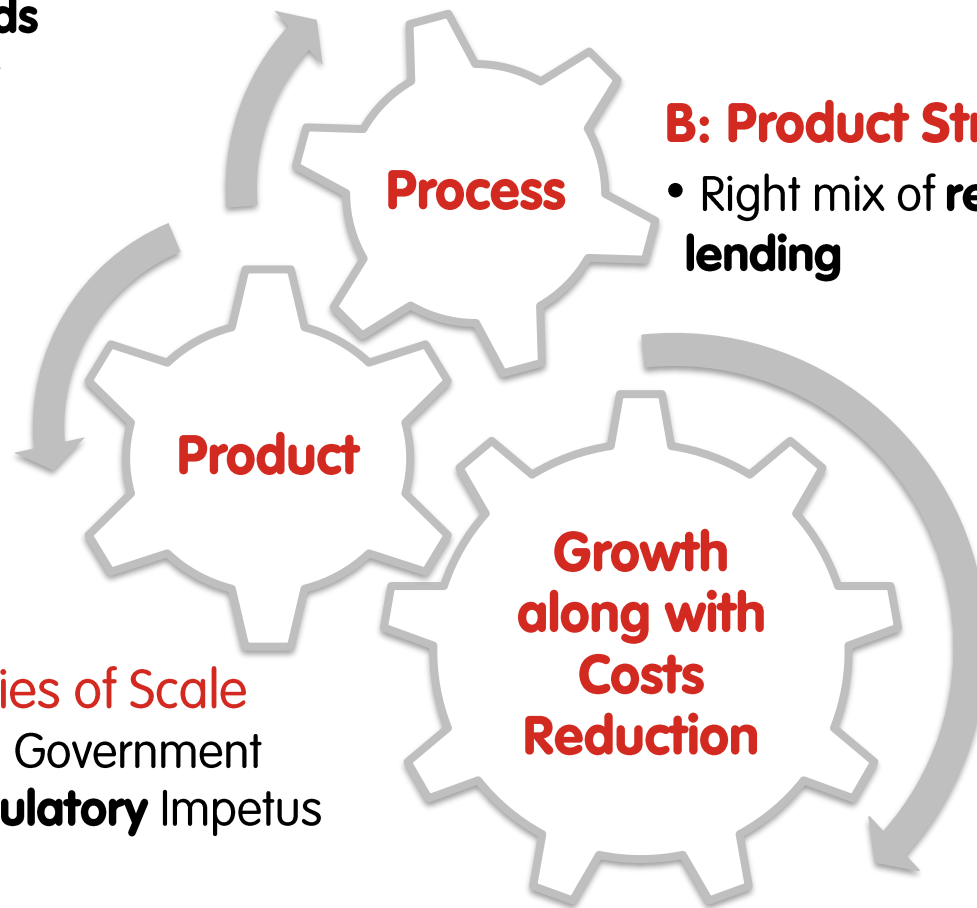 ds
Process
B: Product Str
• Right mix of re
lending
Product
Growth
along with
Costs
Reduction
ies of Scale
Government
ulatory Impetus